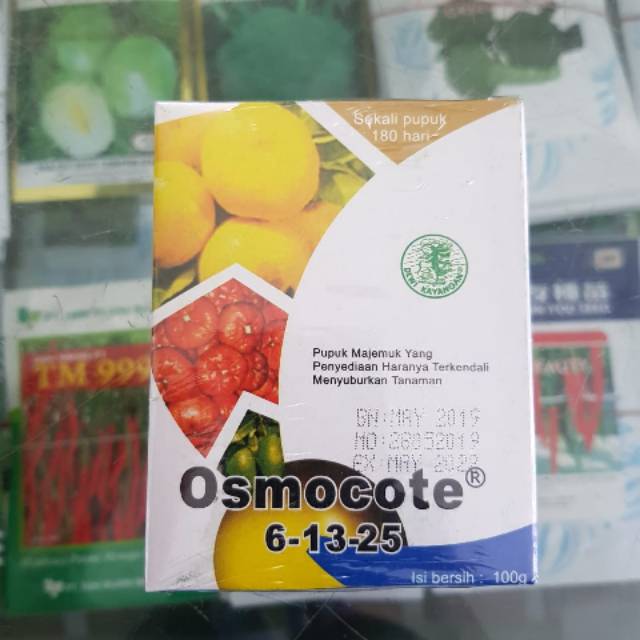 Sekali pupuk
180 hari
DEWI KAYANGAN
Pupuk Majemuk Yang
Penyediaan Haranya Terkendali
Menyuburkan Tanaman
BN:MAY 2019
MD:28052019
EX MAY
Osmocote®
6-13-25
Isi bersih : 100g
TM 999